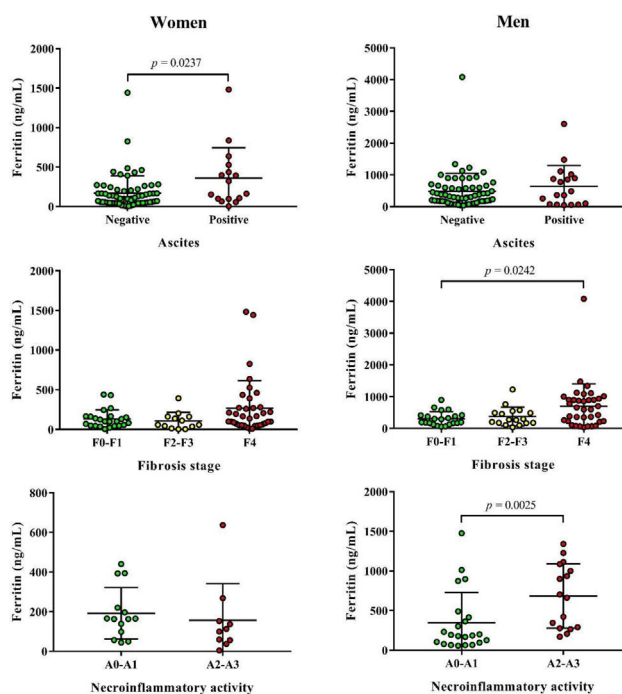 Women
Men
2000
1500
1000
500
0
Ferritin (ng/mL)
p = 0.0237
Negative
Positive
Ascites
5000
4000
3000
2000
1000
0
Ferritin (ng/mL)
Negative
Positive
Ascites
2000
1500
1000
500
0
Ferritin (ng/mL)
F0-F1
F2-F3
F4
Fibrosis stage
5000
4000
3000
2000
1000
0
Ferritin (ng/mL)
p = 0.0242
F0-F1
F2-F3
F4
Fibrosis stage
800
600
400
200
0
Ferritin (ng/mL)
A0-A1
A2-A3
Necroinflammatory activity
2000
1500
1000
500
0
Ferritin (ng/mL)
p = 0.0025
A0-A1
A2-A3
Necroinflammatory activity